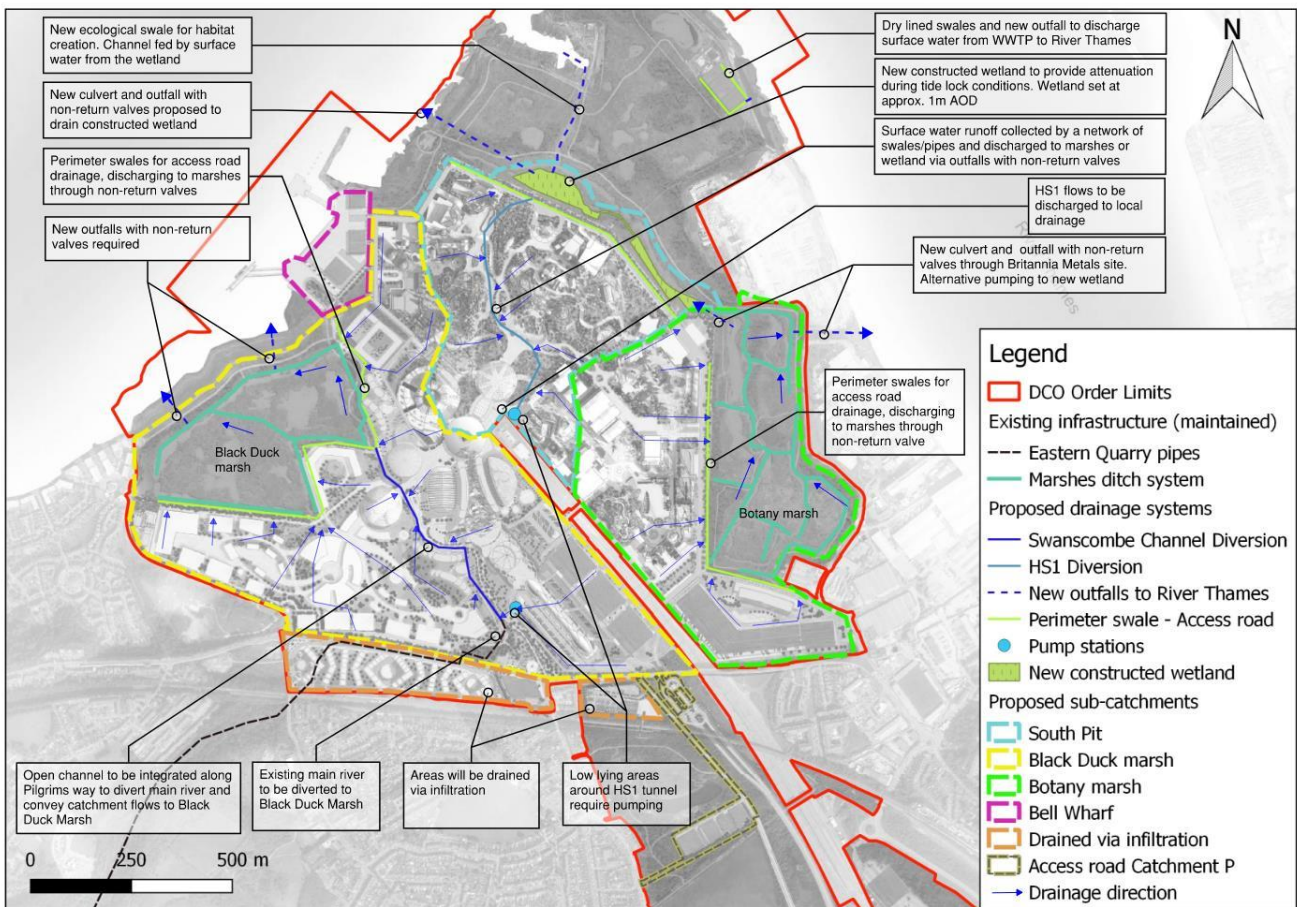 New ecological swale for habitat
creation. Channel fed by surface
water from the wetland
New culvert and outfall with
non-return valves proposed to
drain constructed wetland
Perimeter swales for access road
drainage, discharging to marshes
through non-return valves
New outfalls with non-return
valves required
Dry lined swales and new outfall to discharge
surface water from WWTP to River Thames
New constructed wetland to provide attenuation
during tide lock conditions. Wetland set at
approx. 1m AOD
Surface water runoff collected by a network of
swales/pipes and discharged to marshes or
wetland via outfalls with non-return valves
HS1 flows to be
discharged to local
drainage
New culvert and outfall with non-return
valves through Britannia Metals site.
Alternative pumping to new wetland
N
Perimeter swales for
access road
drainage, discharging
to marshes through
non-return valve
Black Duck
marsh
Botany marsh
Open channel to be integrated along
Pilgrims way to divert main river and
convey catchment flows to Black
Duck Marsh
Existing main river
to be diverted to
Black Duck Marsh
Areas will be drained
via infiltration
Low lying areas
around HS1 tunnel
require pumping
0 250 500 m
Legend
DCO Order Limits
Existing infrastructure (maintained)
Eastern Quarry pipes
Marshes ditch system
Proposed drainage systems
Swanscombe Channel Diversion
HS1 Diversion
New outfalls to River Thames
Perimeter swale - Access road
Pump stations
New constructed wetland
Proposed sub-catchments
South Pit
Black Duck marsh
Botany marsh
Bell Wharf
Drained via infiltration
Access road Catchment P
Drainage direction